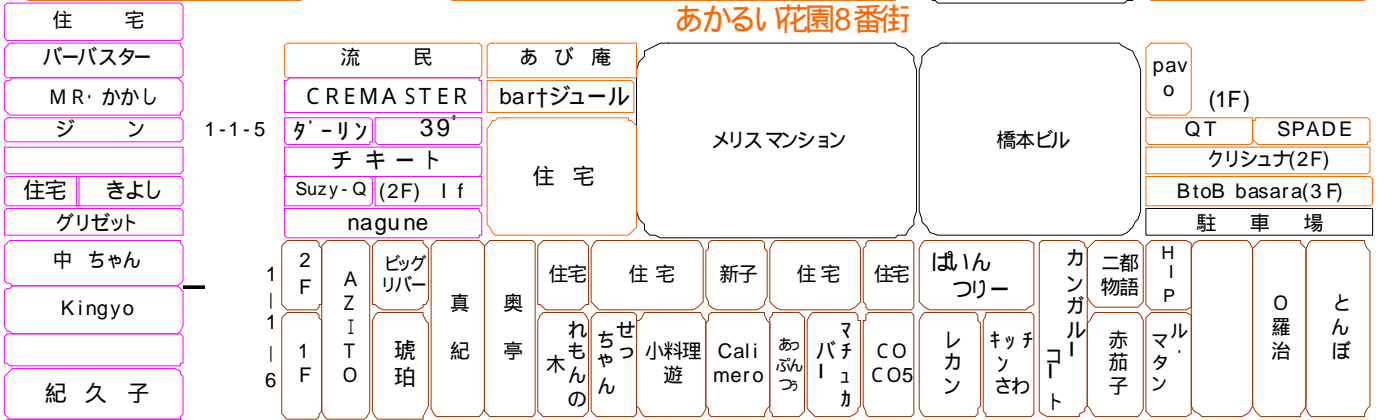 あかるい花園8番街
住 宅
バーバスター
MR・かかし
ジ ン
住宅 きよし
グリゼット
中 ちゃん
Kingyo
紀 久 子
1-1-5
流 民
CREMASTER
ダーリン 39°
チ キ ー ト
Suzy-Q (2F) If
nagune
あ び 庵
bar†ジュール
住 宅
メリスマンション
橋本ビル
pav
o
(1F)
QT SPADE
クリシュナ(2F)
BtoB basara(3F)
駐 車 場
1-1-6
2F
1F
AZITO
ビッグ
リバー
琥珀
真紀
奥亭
住宅
れもんの
木
住 宅
せっ
ちゃん
小料理
遊
新子
Cali
mero
住 宅
あっ
ぷん
つぅ
マチュカ
バー
住宅
CO
CO5
ぱいん
つりー
レカン
キッチ
ン
さわ
カンガルー
コート
二都
物語
赤茄子
HIP
ル・
マタン
O羅治
とんぼ